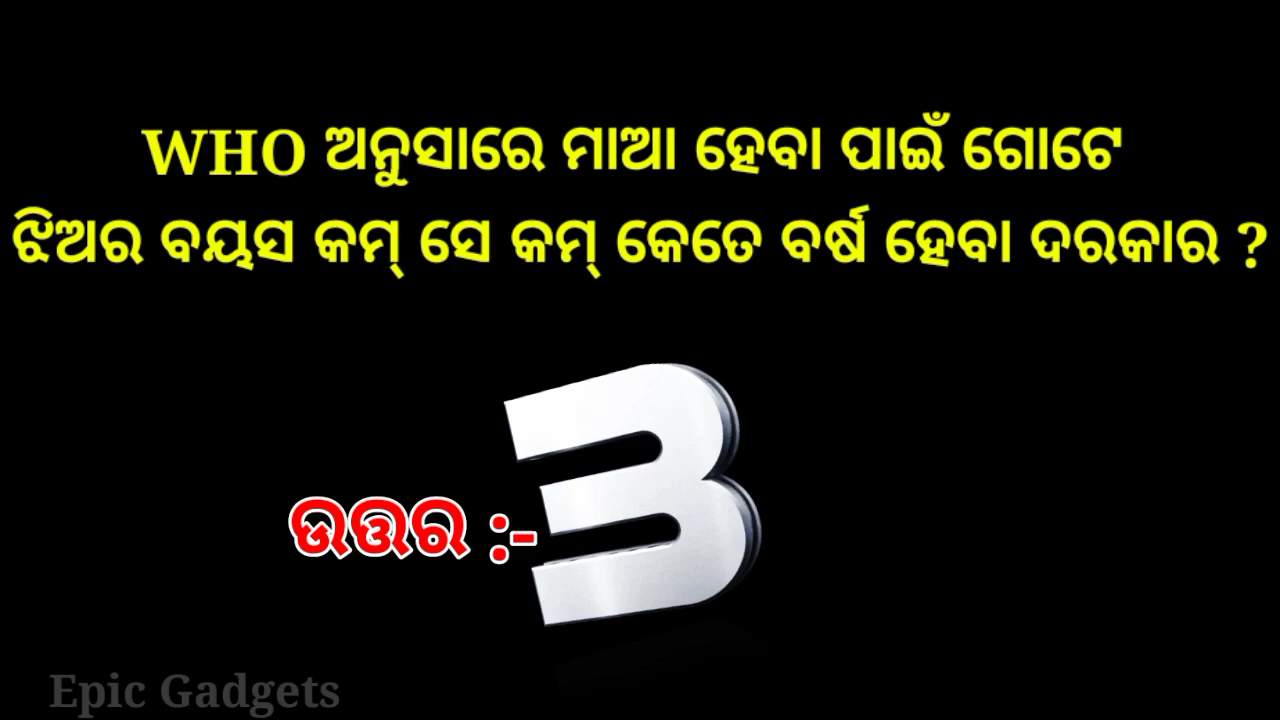 WHO ଅନୁସାରେ ମାଆ ହେବା ପାଇଁ ଗୋଟେ
ଝିଅର ବୟସ କମ୍ ସେ କମ୍ କେତେ ବର୍ଷ ହେବା ଦରକାର ?
ଉତ୍ତର :- 3
Epic Gadgets